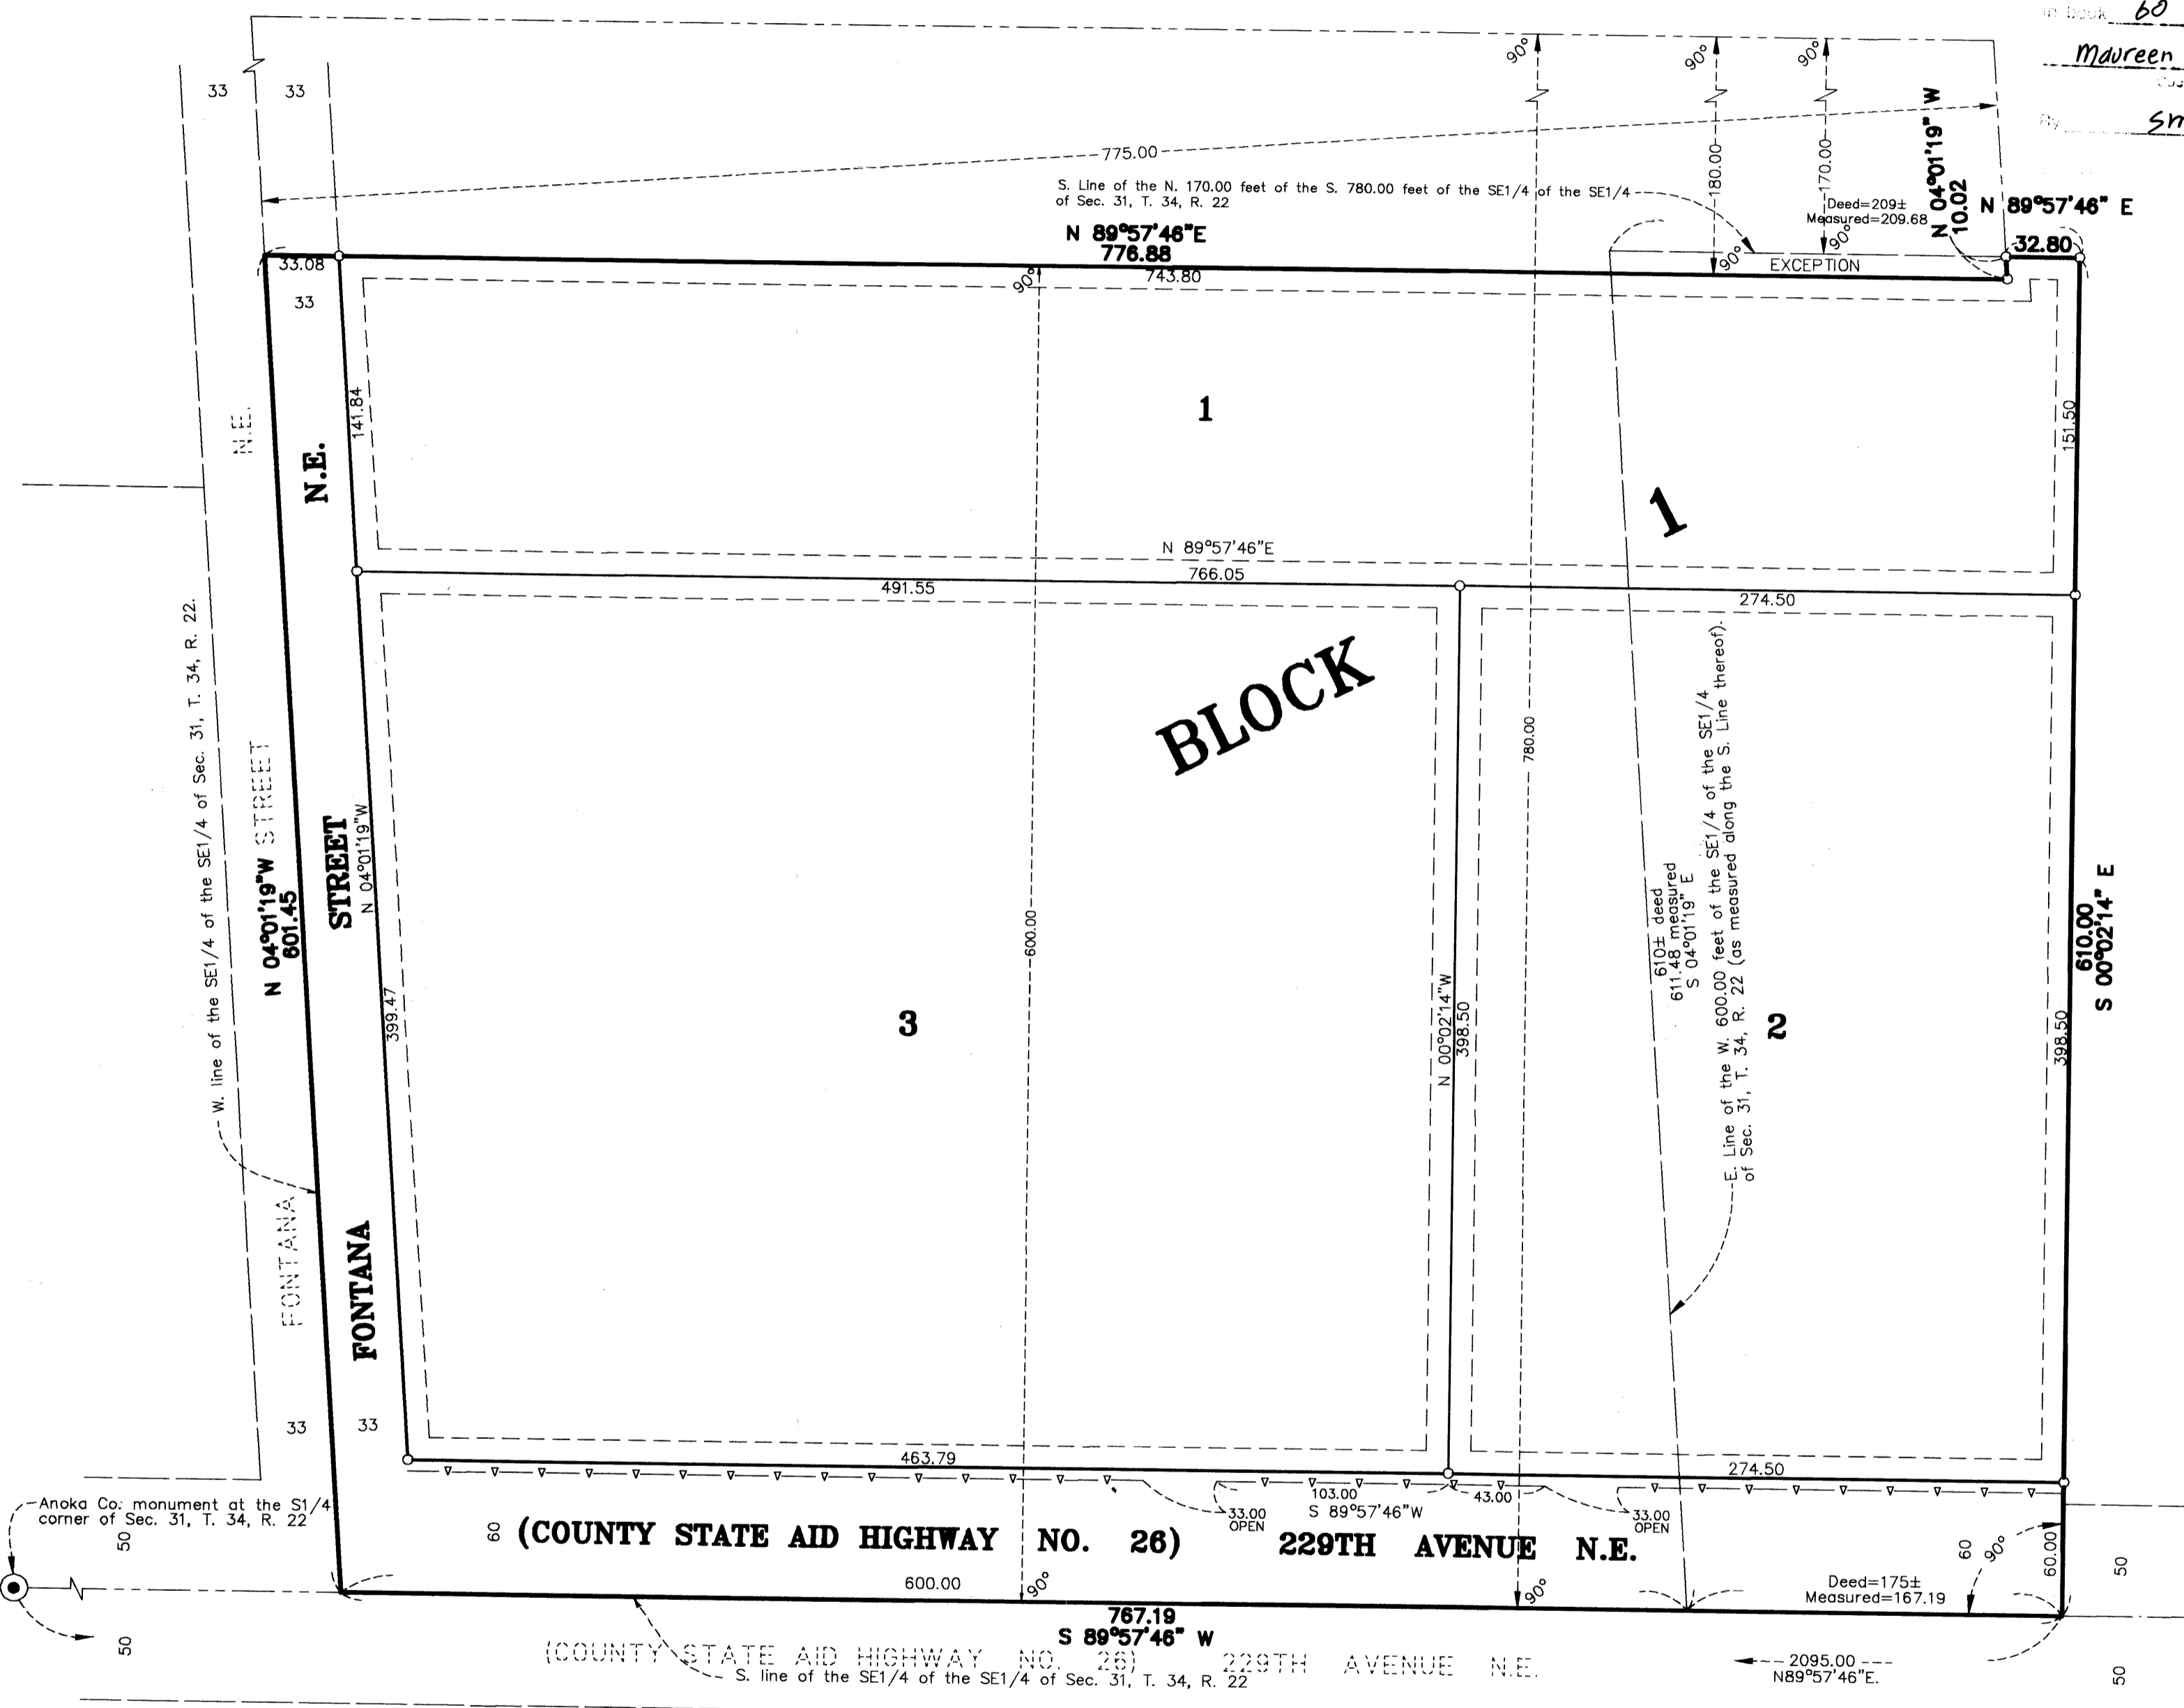 in book 60
Maureen
By Sm
33
33
90°
90°
90°
775.00
180.00
170.00
N 04°01'19" W
10.02
S. Line of the N. 170.00 feet of the S. 780.00 feet of the SE1/4 of the SE1/4
of Sec. 31, T. 34, R. 22
Deed=209±
Measured=209.68
N 89°57'46" E
32.80
N 89°57'46"E
776.88
743.80
33.08
33
90°
90°
90°
EXCEPTION
141.84
1
151.50
N.E.
N.E.
1
N 89°57'46"E
766.05
491.55
274.50
BLOCK
W. line of the SE1/4 of the SE1/4 of Sec. 31, T. 34, R. 22.
N 04°01'19"W
601.45
STREET
STREET
N 04°01'19"W
399.47
600.00
780.00
3
N 00°02'14"W
398.50
610± deed
611.48 measured
S 04°01'19" E
E. Line of the W. 600.00 feet of the SE1/4 of the SE1/4
of Sec. 31, T. 34, R. 22 (as measured along the S. Line thereof).
2
398.50
610.00
S 00°02'14" E
FONTANA
FONTANA
33
33
463.79
274.50
103.00
43.00
S 89°57'46"W
33.00
OPEN
33.00
OPEN
Anoka Co. monument at the S1/4
corner of Sec. 31, T. 34, R. 22
50
60
(COUNTY STATE AID HIGHWAY NO. 26) 229TH AVENUE N.E.
60
90°
60.00
50
600.00
90°
90°
Deed=175±
Measured=167.19
767.19
S 89°57'46" W
50
(COUNTY STATE AID HIGHWAY NO. 26) 229TH AVENUE N.E.
S. line of the SE1/4 of the SE1/4 of Sec. 31, T. 34, R. 22
2095.00
N89°57'46"E.
50